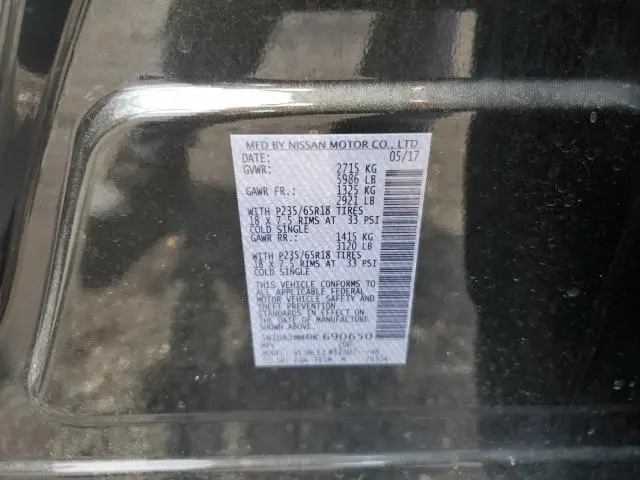 MFD BY NISSAN MOTOR CO., LTD.
DATE: 05/17
GVWR: 2715 KG
5986 LB
GAWR FR.: 1325 KG
2921 LB
WITH P235/65R18 TIRES
18 X 7.5 RIMS AT 33 PSI
COLD SINGLE
GAWR RR.: 1415 KG
3120 LB
WITH P235/65R18 TIRES
18 X 7.5 RIMS AT 33 PSI
COLD SINGLE
THIS VEHICLE CONFORMS TO
ALL APPLICABLE FEDERAL
MOTOR VEHICLE SAFETY AND
THEFT PREVENTION
STANDARDS IN EFFECT ON
THE DATE OF MANUFACTURE
SHOWN ABOVE.
5N1DR2MM4HC690650
MPV
MODEL: